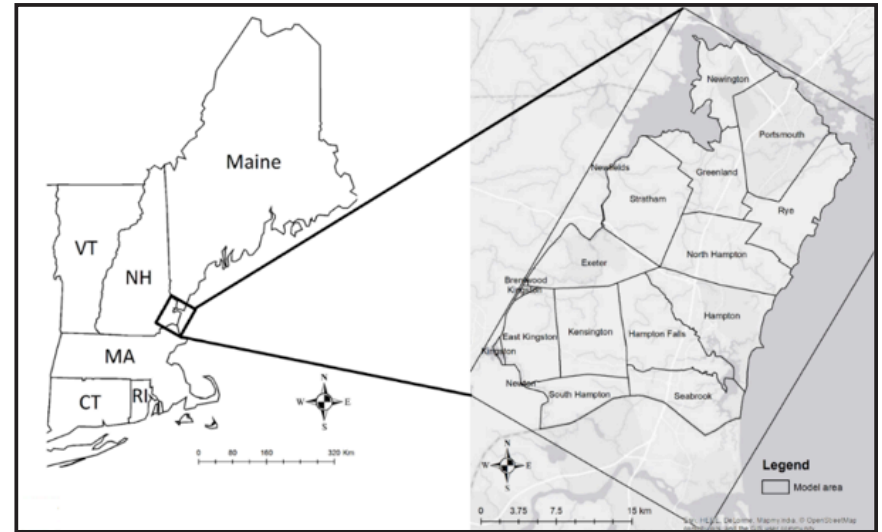 Maine
VT
NH
MA
CT
RI
N
W E
S
0 80 160 320 Km
Newington
Portsmouth
Greenland
Newfields
Stratham
Rye
North Hampton
Exeter
Brentwood
Kingston
Hampton
East Kingston
Kensington
Hampton Falls
Kingston
Newton
South Hampton
Seabrook
N
W E
S
0 3.75 7.5 15 km
Legend
Model area